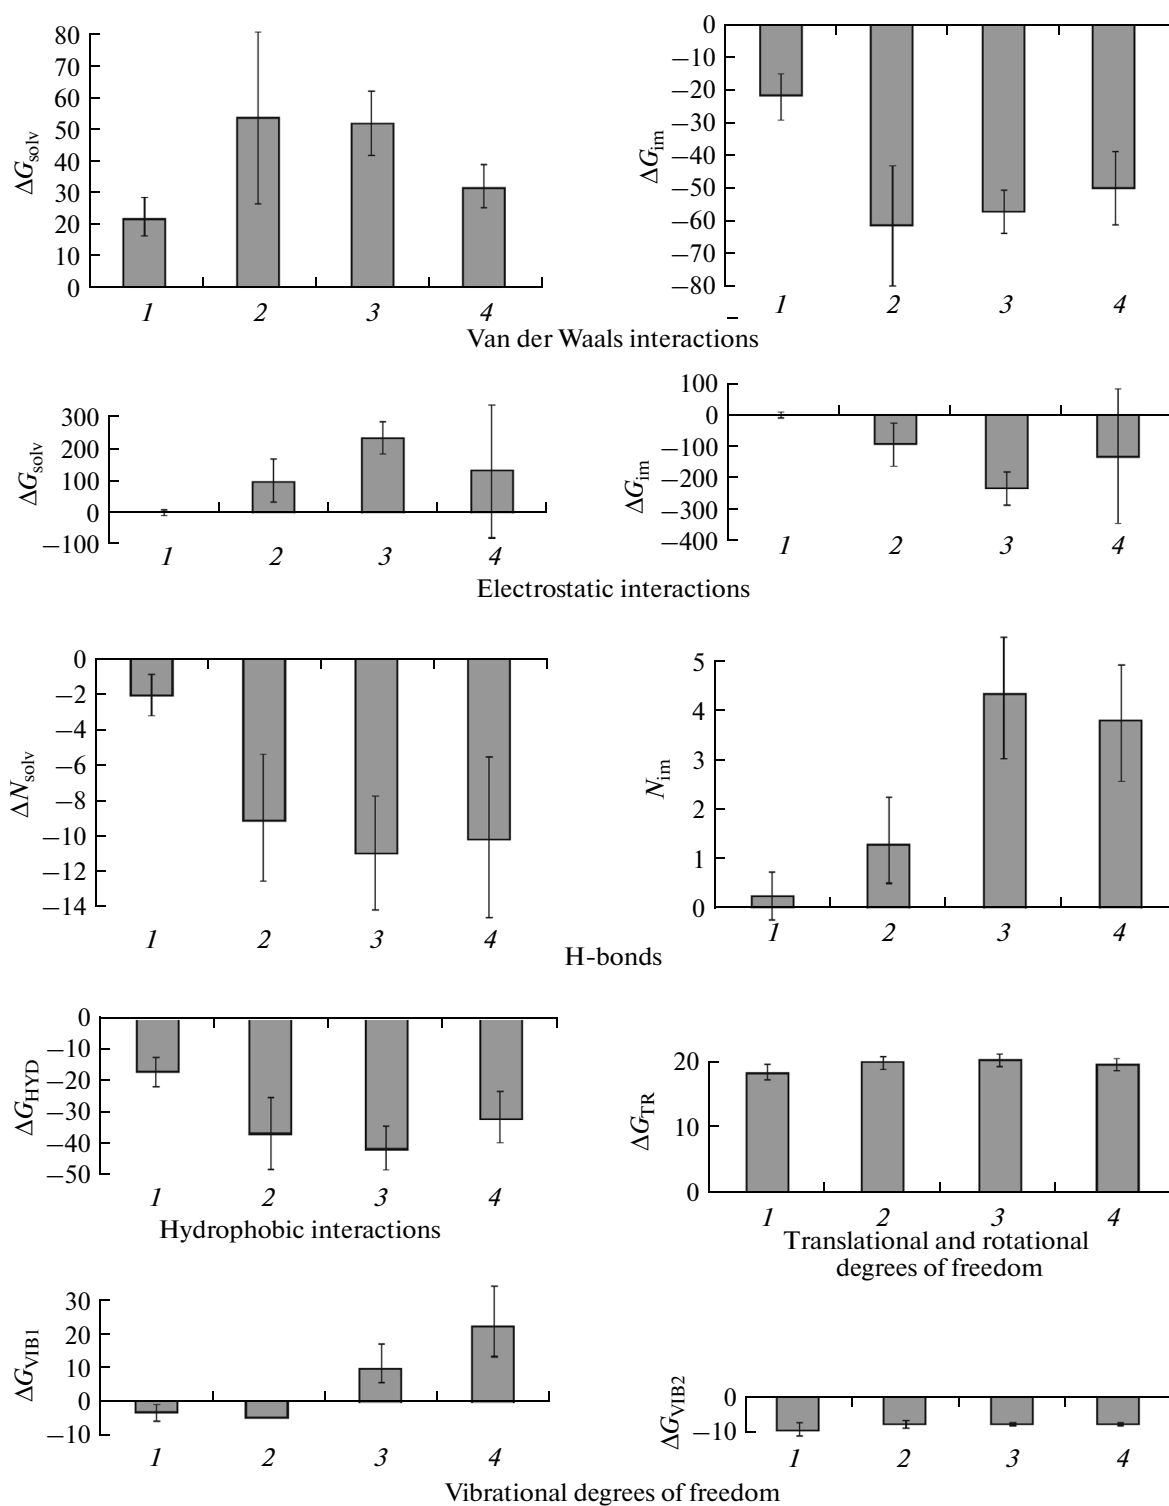 80
70
60
50
40
30
20
10
0
ΔG_solv
1 2 3 4
0
−10
−20
−30
−40
−50
−60
−70
−80
ΔG_im
1 2 3 4
Van der Waals interactions
300
200
100
0
−100
ΔG_solv
1 2 3 4
100
0
−100
−200
−300
−400
ΔG_im
1 2 3 4
Electrostatic interactions
0
−2
−4
−6
−8
−10
−12
−14
ΔN_solv
1 2 3 4
5
4
3
2
1
0
N_im
1 2 3 4
H-bonds
0
−10
−20
−30
−40
−50
ΔG_HYD
1 2 3 4
Hydrophobic interactions
20
10
0
ΔG_TR
1 2 3 4
Translational and rotational
degrees of freedom
30
20
10
0
−10
ΔG_VIB1
1 2 3 4
0
−10
ΔG_VIB2
1 2 3 4
Vibrational degrees of freedom